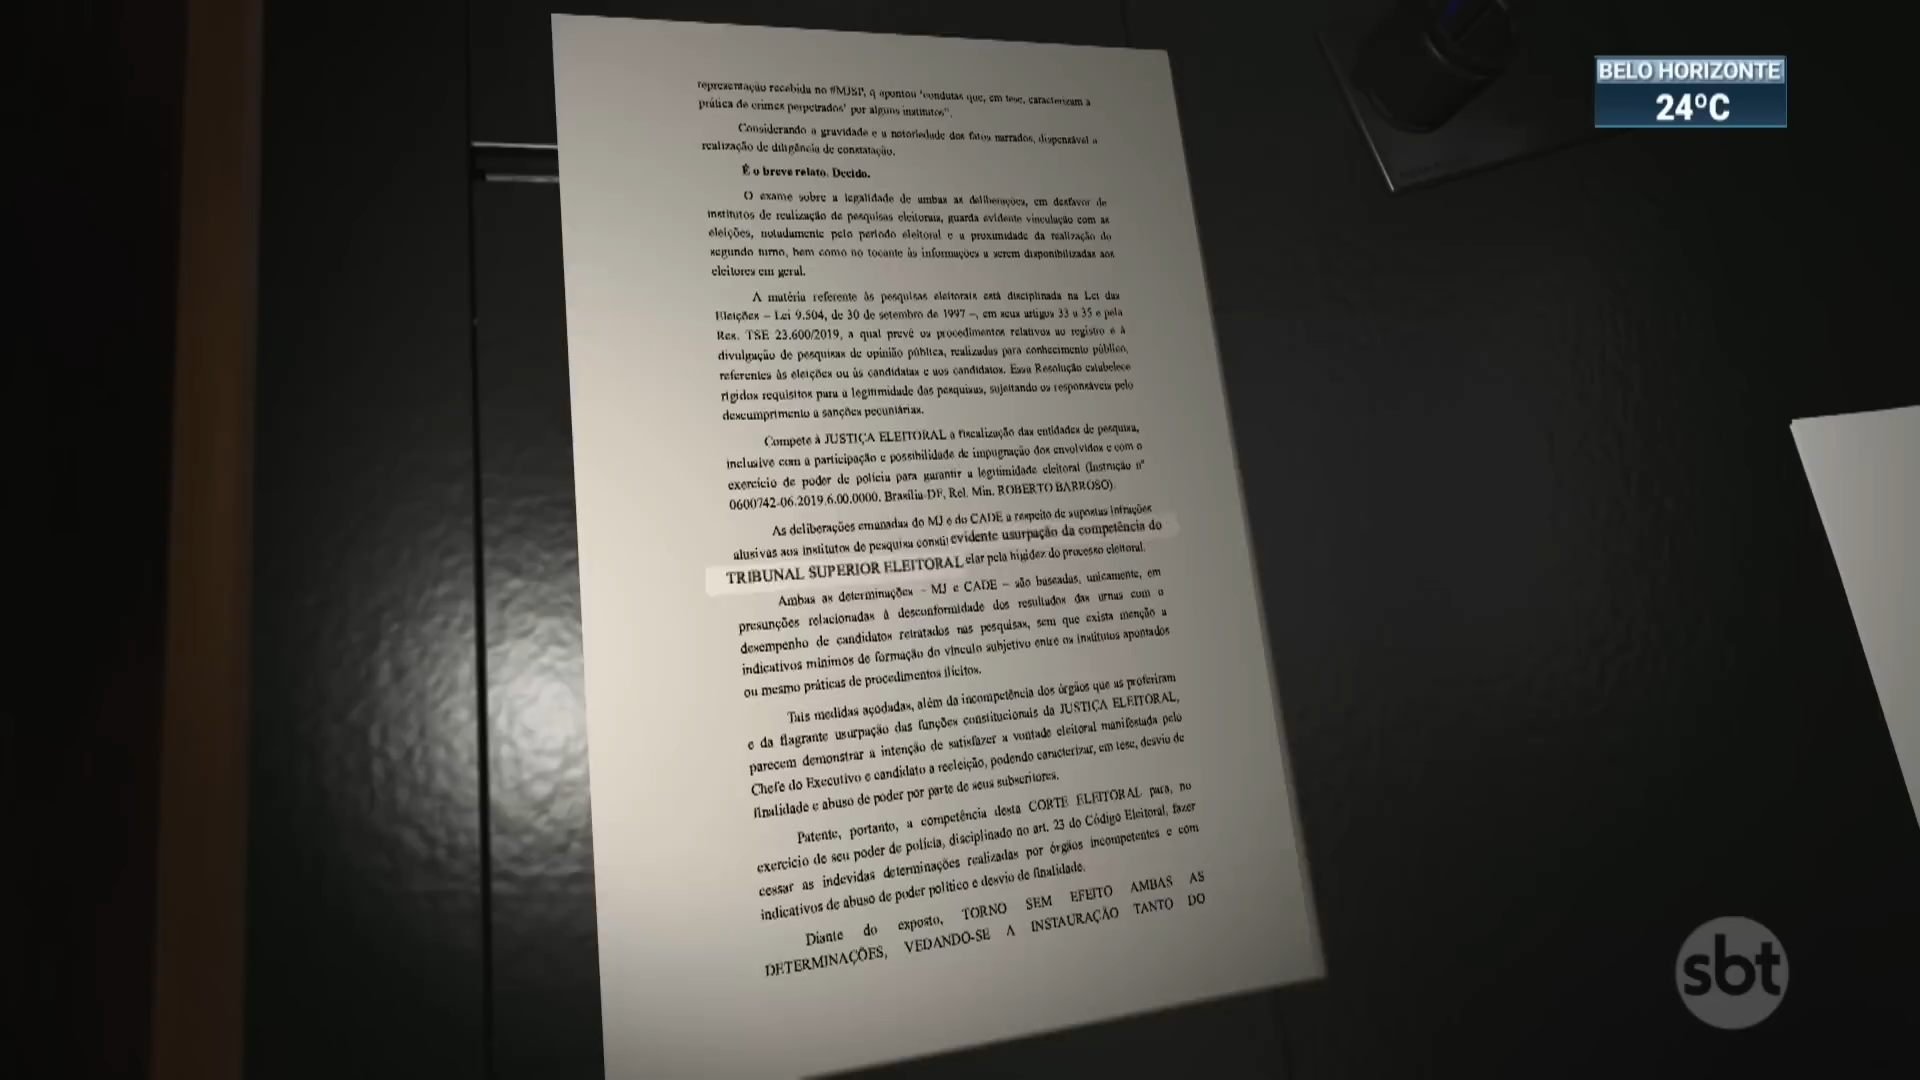 representação recebida no #MJSP, q apontou 'condutas que, em tese, caracterizam a
prática de crimes perpetrados' por alguns institutos".
Considerando a gravidade e a notoriedade dos fatos narrados, dispensável a
realização de diligência de constatação.
É o breve relato. Decido.
O exame sobre a legalidade de ambas as deliberações, em desfavor de
institutos de realização de pesquisas eleitorais, guarda evidente vinculação com as
eleições, notadamente pelo período eleitoral e a proximidade da realização do
segundo turno, bem como no tocante às informações a serem disponibilizadas aos
eleitores em geral.
A matéria referente às pesquisas eleitorais está disciplinada na Lei das
Eleições – Lei 9.504, de 30 de setembro de 1997 –, em seus artigos 33 a 35 e pela
Res. TSE 23.600/2019, a qual prevê os procedimentos relativos ao registro e à
divulgação de pesquisas de opinião pública, realizadas para conhecimento público,
referentes às eleições ou às candidatas e aos candidatos. Essa Resolução estabelece
rígidos requisitos para a legitimidade das pesquisas, sujeitando os responsáveis pelo
descumprimento a sanções pecuniárias.
Compete à JUSTIÇA ELEITORAL a fiscalização das entidades de pesquisa,
inclusive com a participação e possibilidade de impugnação dos envolvidos e com o
exercício de poder de polícia para garantir a legitimidade eleitoral (Instrução nº
0600742-06.2019.6.00.0000, Brasília-DF, Rel. Min. ROBERTO BARROSO).
As deliberações emanadas do MJ e do CADE a respeito de supostas infrações
alusivas aos institutos de pesquisa constit evidente usurpação da competência do
TRIBUNAL SUPERIOR ELEITORAL elar pela higidez do processo eleitoral.
Ambas as determinações – MJ e CADE – são baseadas, unicamente, em
presunções relacionadas à desconformidade dos resultados das urnas com o
desempenho de candidatos retratados nas pesquisas, sem que exista menção a
indicativos mínimos de formação do vínculo subjetivo entre os institutos apontados
ou mesmo práticas de procedimentos ilícitos.
Tais medidas açodadas, além da incompetência dos órgãos que as proferiram
e da flagrante usurpação das funções constitucionais da JUSTIÇA ELEITORAL,
parecem demonstrar a intenção de satisfazer a vontade eleitoral manifestada pelo
Chefe do Executivo e candidato a reeleição, podendo caracterizar, em tese, desvio de
finalidade e abuso de poder por parte de seus subscritores.
Patente, portanto, a competência desta CORTE ELEITORAL para, no
exercício de seu poder de polícia, disciplinado no art. 23 do Código Eleitoral, fazer
cessar as indevidas determinações realizadas por órgãos incompetentes e com
indicativos de abuso de poder político e desvio de finalidade.
Diante do exposto, TORNO SEM EFEITO AMBAS AS
DETERMINAÇÕES, VEDANDO-SE A INSTAURAÇÃO TANTO DO
BELO HORIZONTE
24°C
sbt